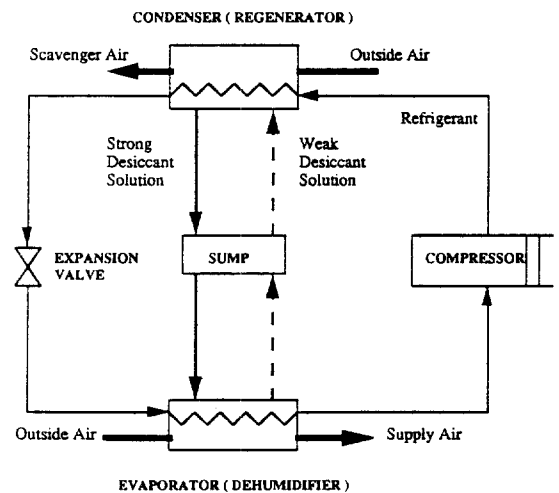 CONDENSER ( REGENERATOR )
Scavenger Air
Outside Air
Refrigerant
Strong
Desiccant
Solution
Weak
Desiccant
Solution
EXPANSION
VALVE
SUMP
COMPRESSOR
Outside Air
Supply Air
EVAPORATOR ( DEHUMIDIFIER )